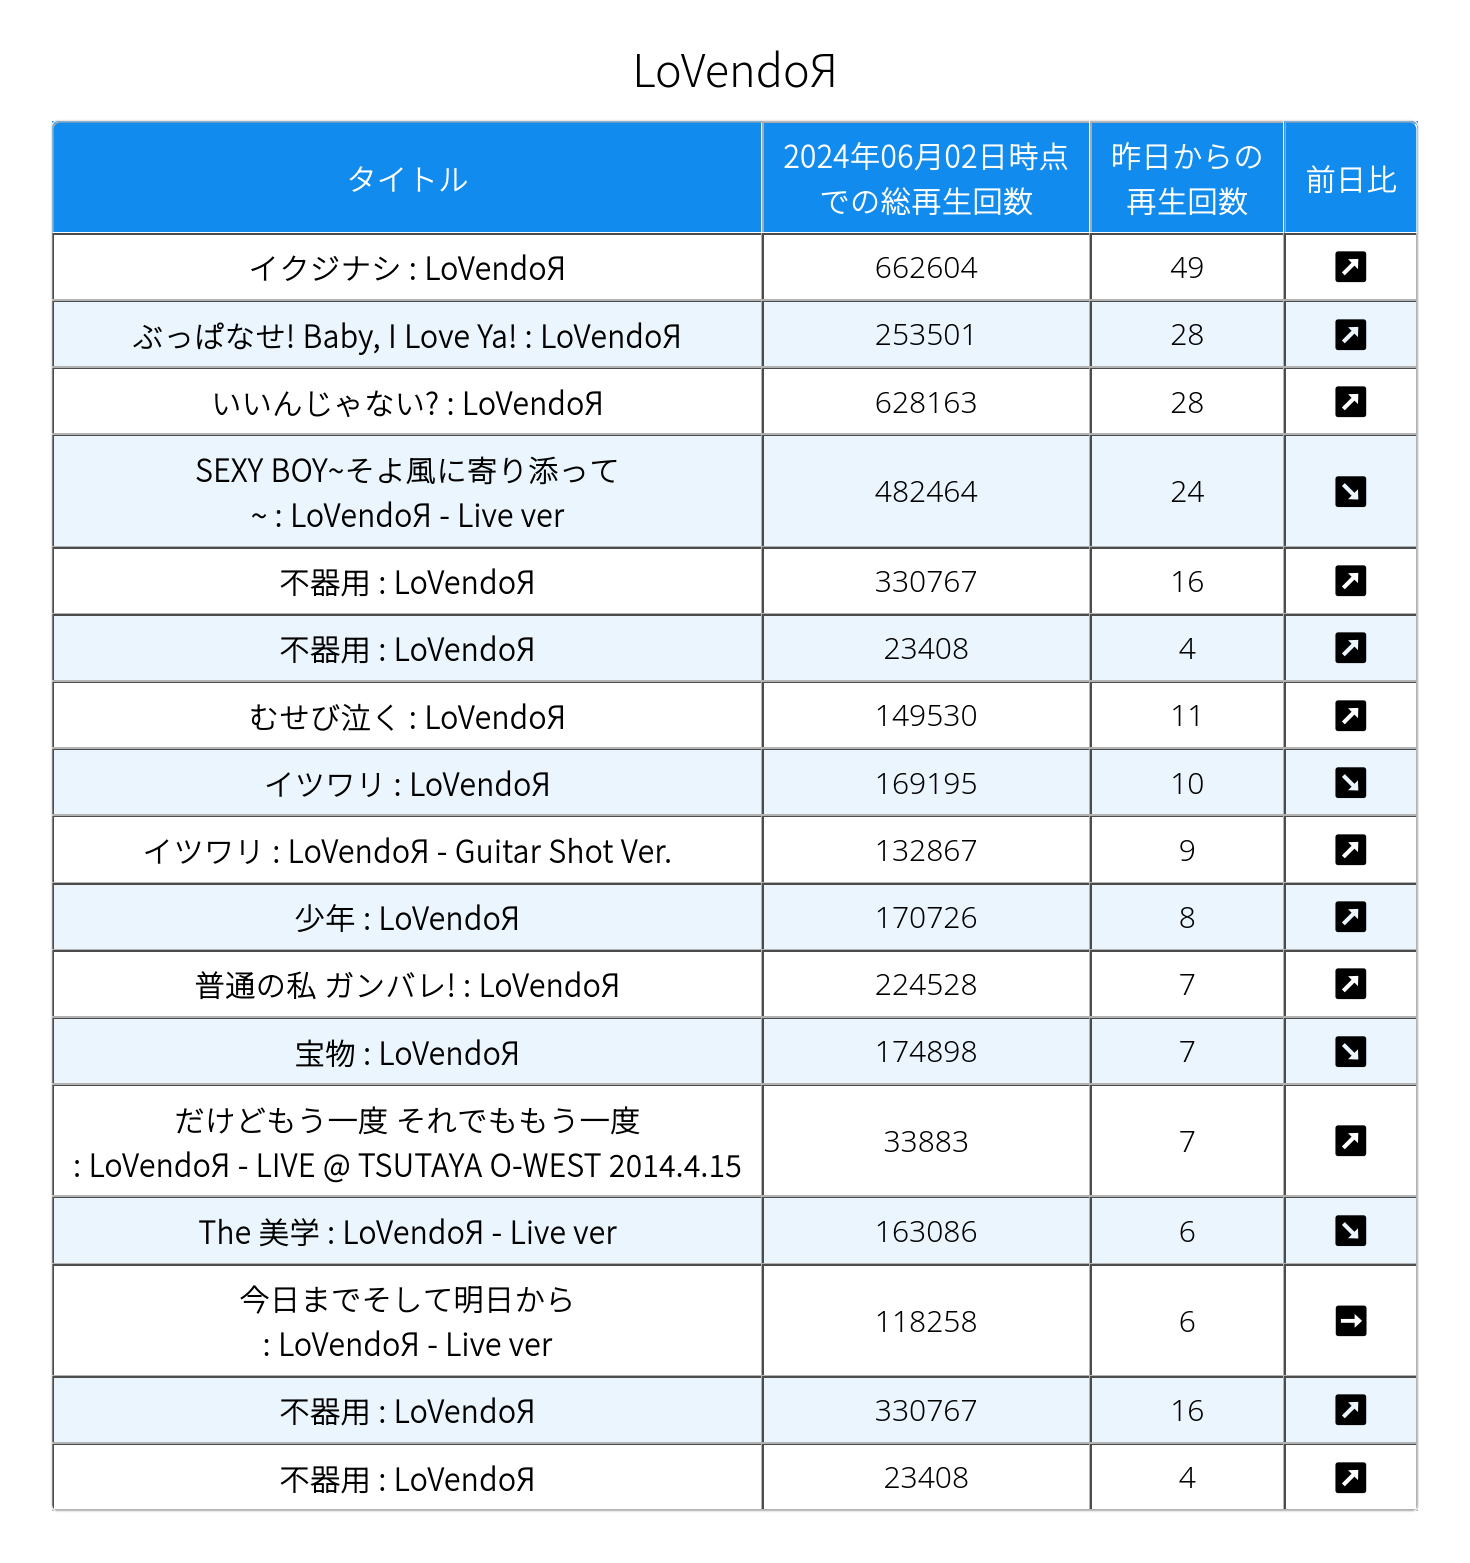 LoVendoЯ
タイトル
2024年06月02日時点
での総再生回数
昨日からの
再生回数
前日比
イクジナシ : LoVendoЯ
662604
49
ぶっぱなせ! Baby, I Love Ya! : LoVendoЯ
253501
28
いいんじゃない? : LoVendoЯ
628163
28
SEXY BOY~そよ風に寄り添って
~ : LoVendoЯ - Live ver
482464
24
不器用 : LoVendoЯ
330767
16
不器用 : LoVendoЯ
23408
4
むせび泣く : LoVendoЯ
149530
11
イツワリ : LoVendoЯ
169195
10
イツワリ : LoVendoЯ - Guitar Shot Ver.
132867
9
少年 : LoVendoЯ
170726
8
普通の私 ガンバレ! : LoVendoЯ
224528
7
宝物 : LoVendoЯ
174898
7
だけどもう一度 それでももう一度
: LoVendoЯ - LIVE @ TSUTAYA O-WEST 2014.4.15
33883
7
The 美学 : LoVendoЯ - Live ver
163086
6
今日までそして明日から
: LoVendoЯ - Live ver
118258
6
不器用 : LoVendoЯ
330767
16
不器用 : LoVendoЯ
23408
4